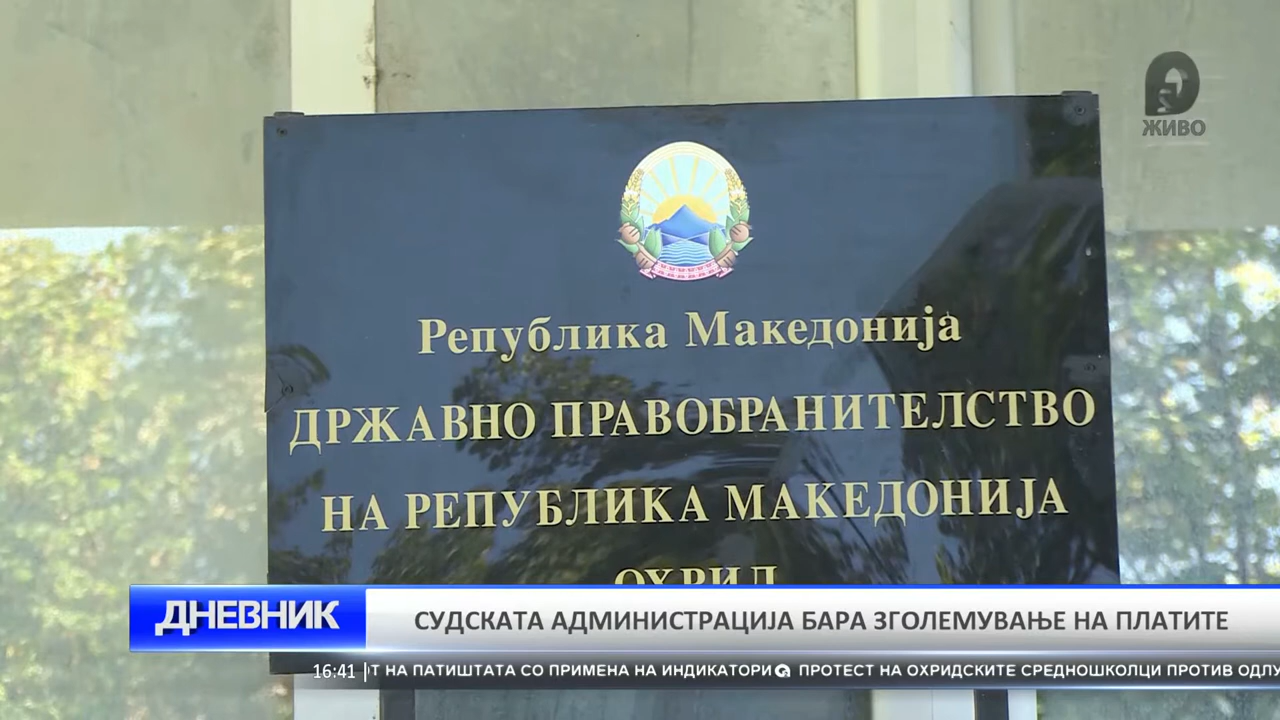 ЖИВО
Република Македонија
ДРЖАВНО ПРАВОБРАНИТЕЛСТВО
НА РЕПУБЛИКА МАКЕДОНИЈА
ОХРИД
ДНЕВНИК
СУДСКАТА АДМИНИСТРАЦИЈА БАРА ЗГОЛЕМУВАЊЕ НА ПЛАТИТЕ
16:41 НА ПАТИШТАТА СО ПРИМЕНА НА ИНДИКАТОРИ ПРОТЕСТ НА ОХРИДСКИТЕ СРЕДНОШКОЛЦИ ПРОТИВ